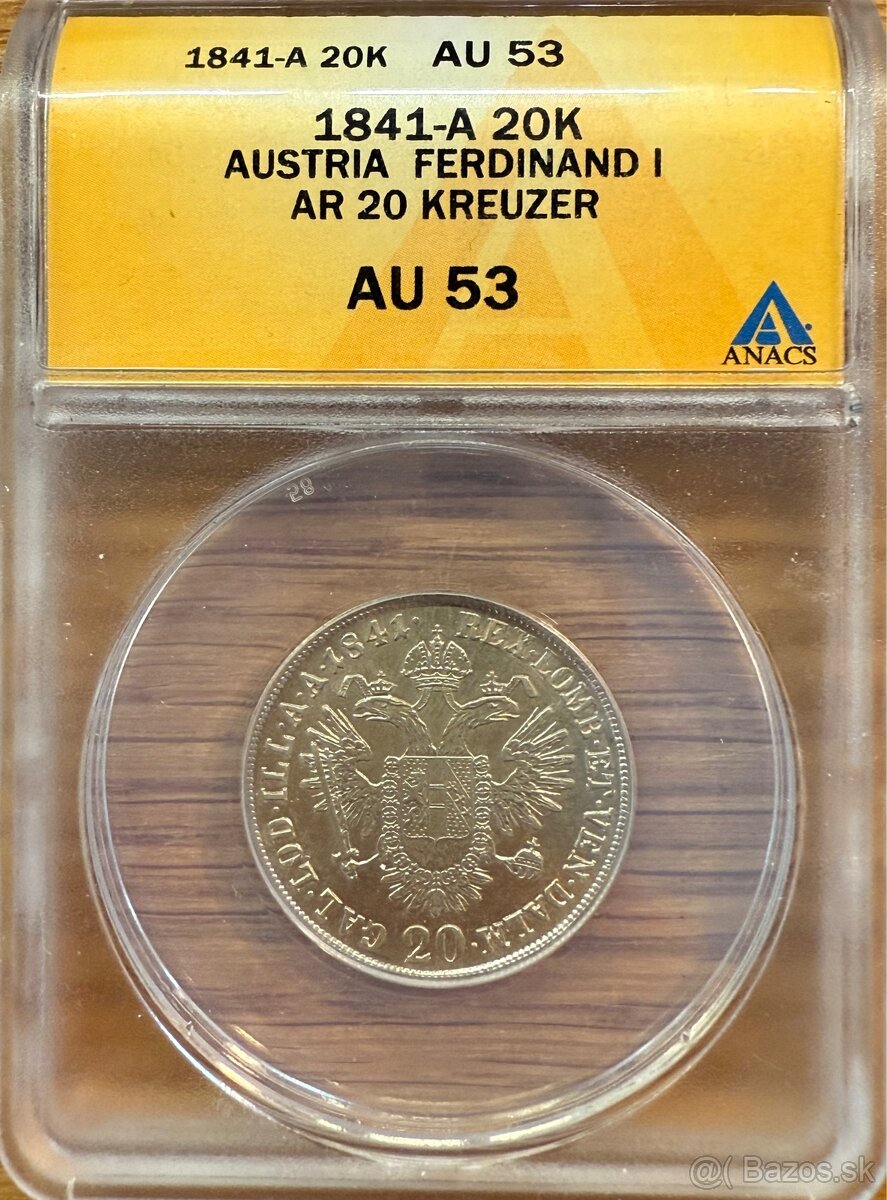 1841-A 20K AU 53
1841-A 20K
AUSTRIA FERDINAND I
AR 20 KREUZER
AU 53
ANACS
28
REX·LOMB·ET·VEN·DALM·
GAL·LOD·ILL·A·A·1841·
20
@( Bazos.sk